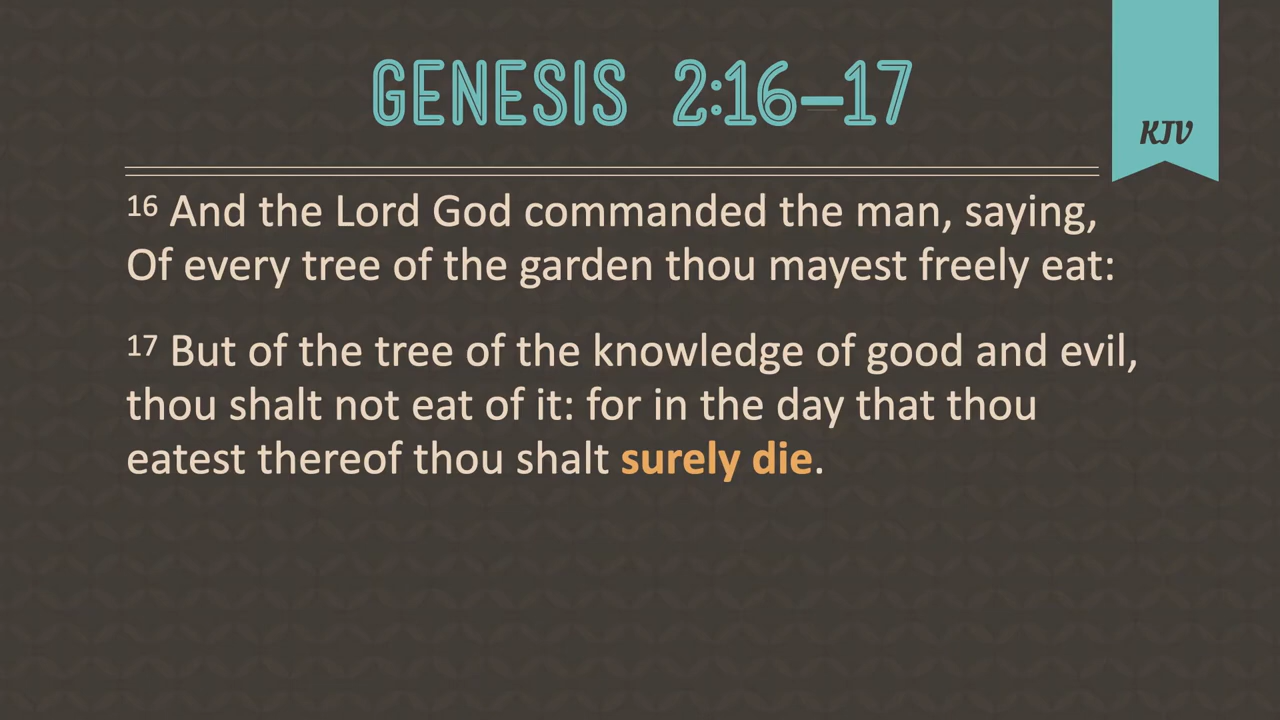 GENESIS 2:16–17
KJV
16 And the Lord God commanded the man, saying,
Of every tree of the garden thou mayest freely eat:
17 But of the tree of the knowledge of good and evil,
thou shalt not eat of it: for in the day that thou
eatest thereof thou shalt surely die.